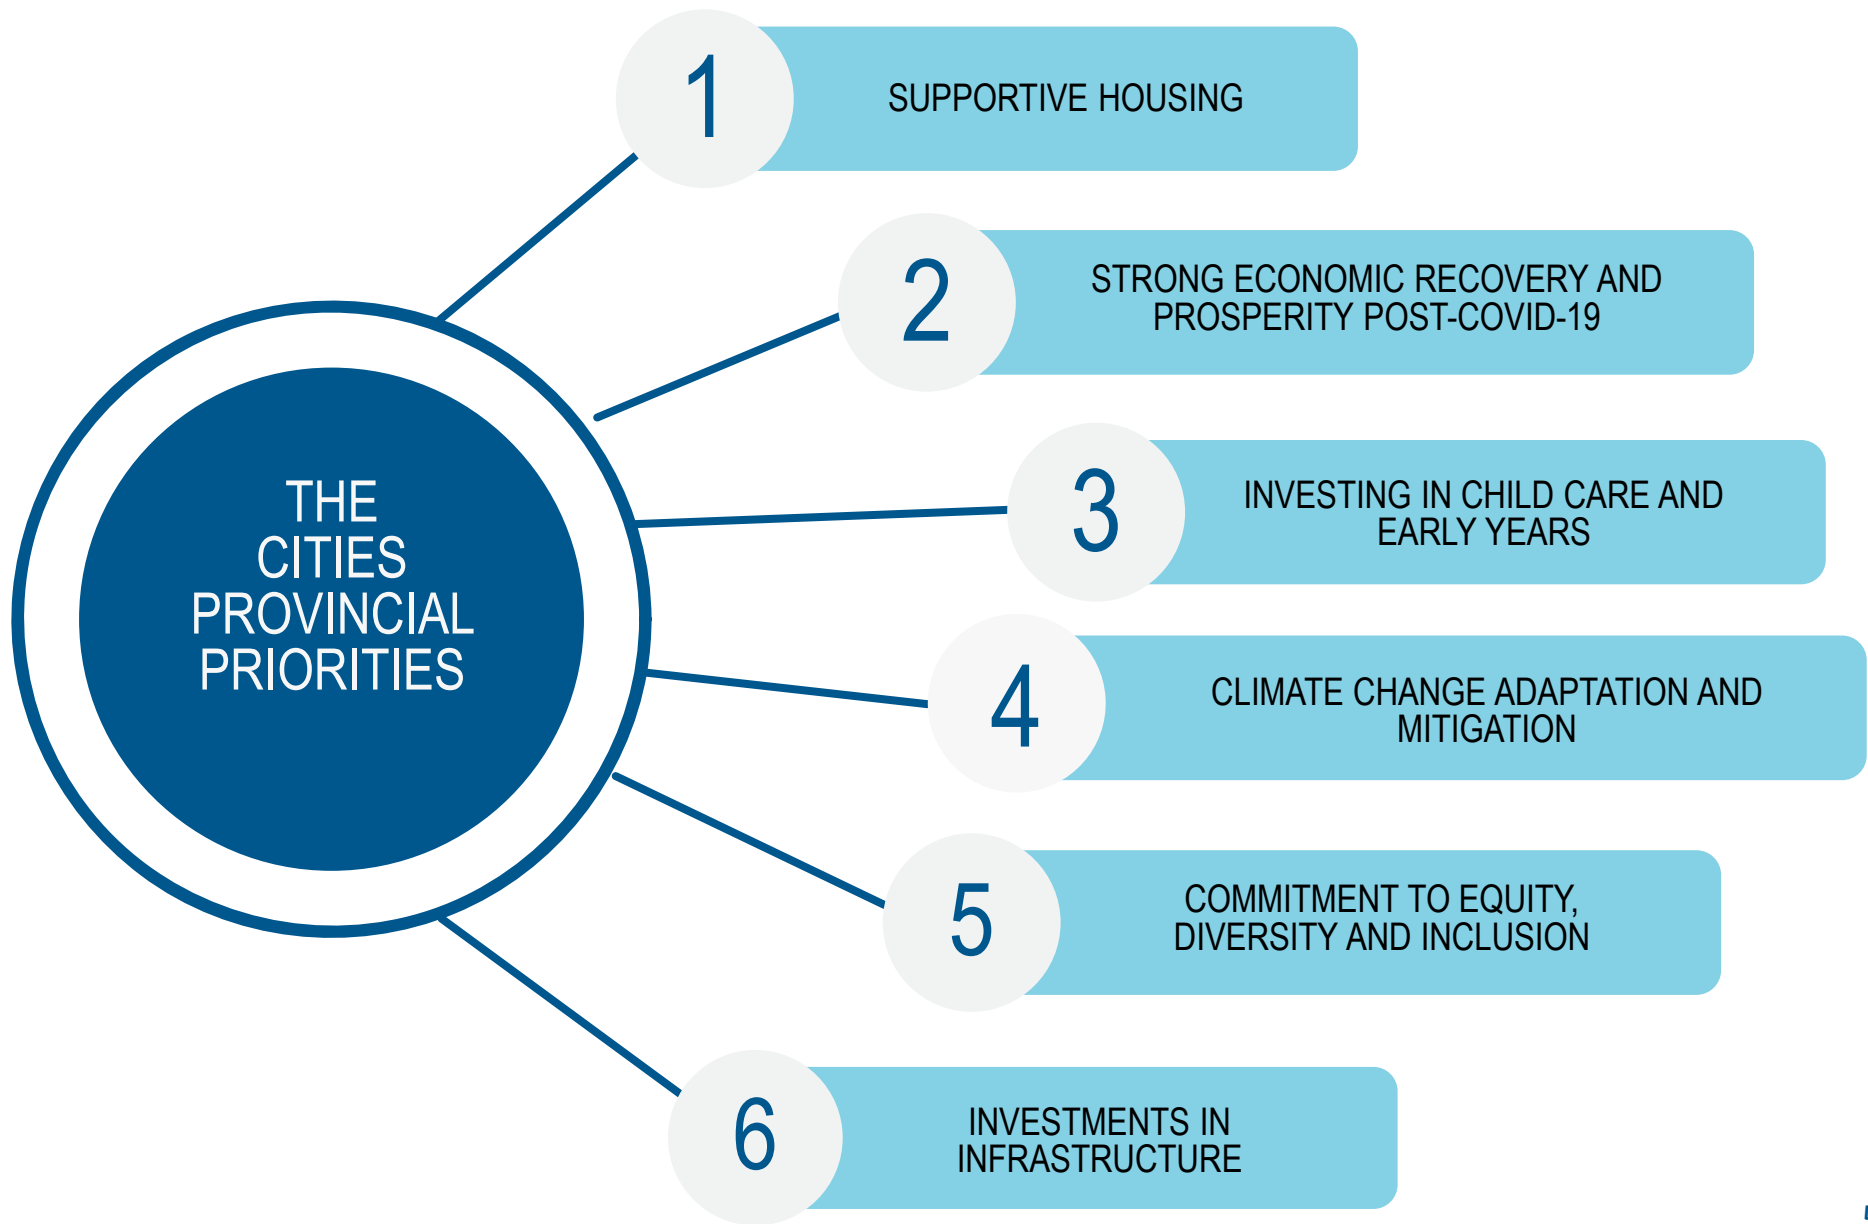 THE
CITIES
PROVINCIAL
PRIORITIES
1
SUPPORTIVE HOUSING
2
STRONG ECONOMIC RECOVERY AND
PROSPERITY POST-COVID-19
3
INVESTING IN CHILD CARE AND
EARLY YEARS
4
CLIMATE CHANGE ADAPTATION AND
MITIGATION
5
COMMITMENT TO EQUITY,
DIVERSITY AND INCLUSION
6
INVESTMENTS IN
INFRASTRUCTURE